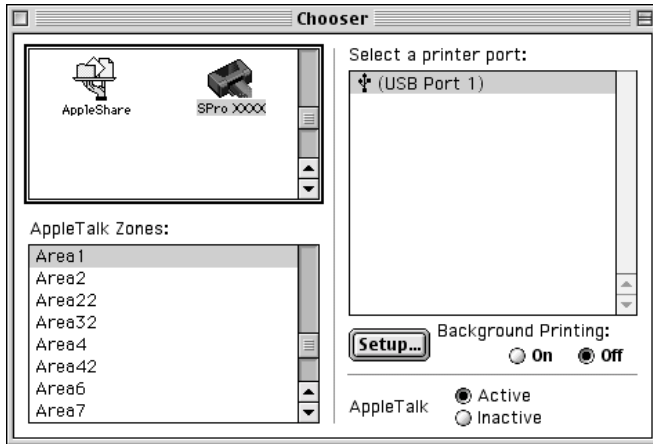 Chooser
AppleShare
SPro XXXX
AppleTalk Zones:
Area1
Area2
Area22
Area32
Area4
Area42
Area6
Area7
Select a printer port:
(USB Port 1)
Setup...
Background Printing:
On Off
AppleTalk
Active
Inactive